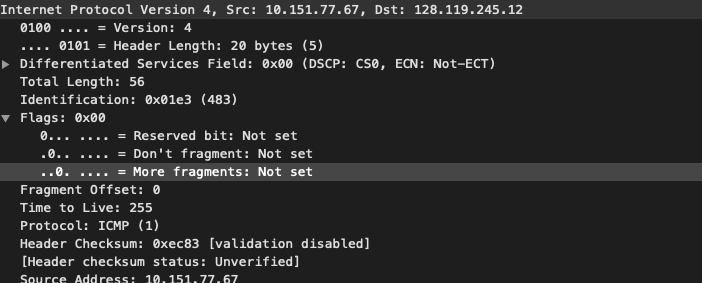 Internet Protocol Version 4, Src: 10.151.77.67, Dst: 128.119.245.12
0100 .... = Version: 4
.... 0101 = Header Length: 20 bytes (5)
Differentiated Services Field: 0x00 (DSCP: CS0, ECN: Not-ECT)
Total Length: 56
Identification: 0x01e3 (483)
Flags: 0x00
0... .... = Reserved bit: Not set
.0.. .... = Don't fragment: Not set
..0. .... = More fragments: Not set
Fragment Offset: 0
Time to Live: 255
Protocol: ICMP (1)
Header Checksum: 0xec83 [validation disabled]
[Header checksum status: Unverified]
Source Address: 10.151.77.67